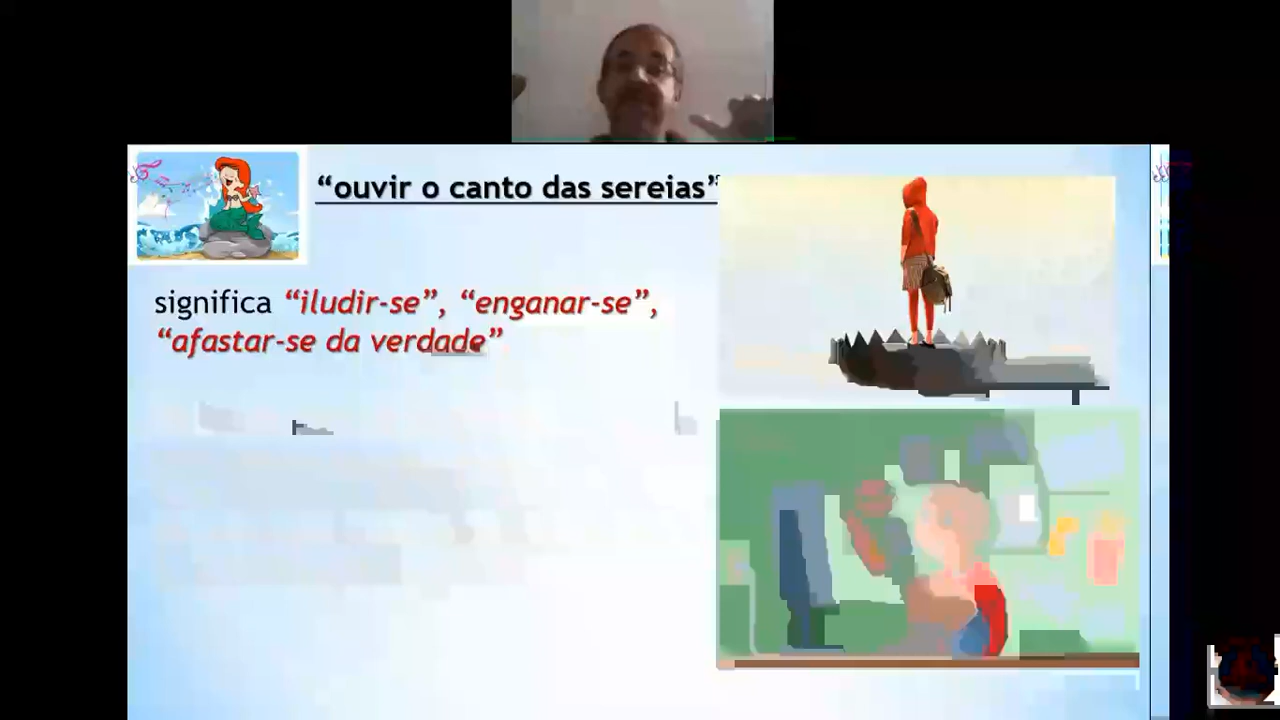 “ouvir o canto das sereias”
significa “iludir-se”, “enganar-se”,
“afastar-se da verdade”